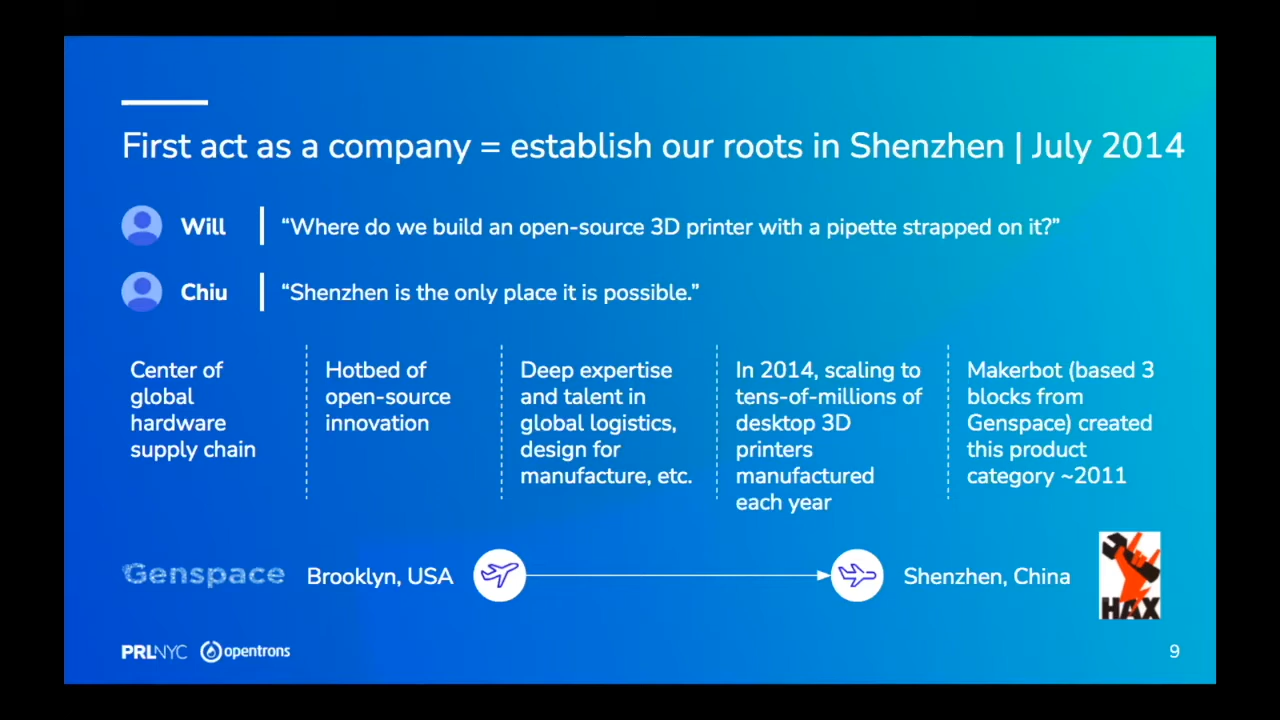 First act as a company = establish our roots in Shenzhen | July 2014
Will
“Where do we build an open-source 3D printer with a pipette strapped on it?”
Chiu
“Shenzhen is the only place it is possible.”
Center of
global
hardware
supply chain
Hotbed of
open-source
innovation
Deep expertise
and talent in
global logistics,
design for
manufacture, etc.
In 2014, scaling to
tens-of-millions of
desktop 3D
printers
manufactured
each year
Makerbot (based 3
blocks from
Genspace) created
this product
category ~2011
Genspace
Brooklyn, USA
Shenzhen, China
HAX
PRLNYC
opentrons
9